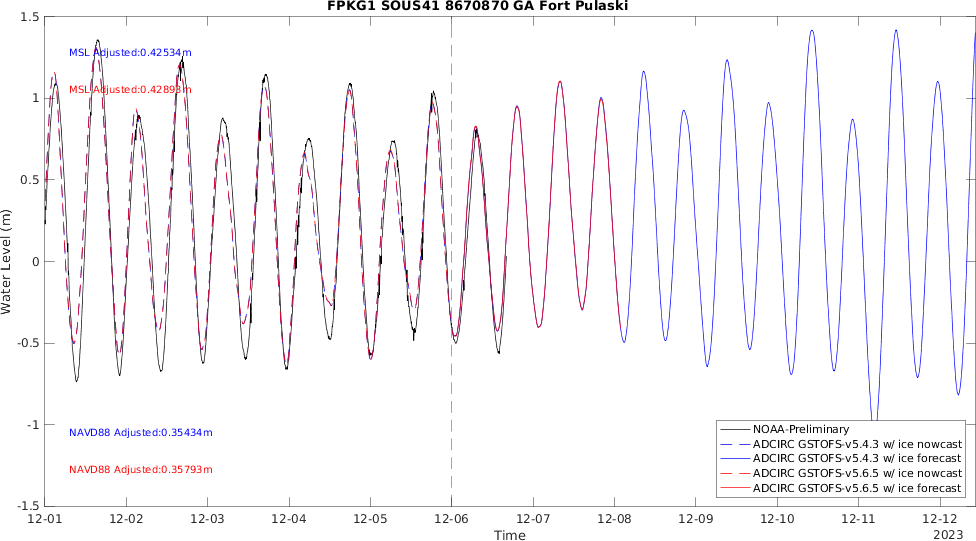 FPKG1 SOUS41 8670870 GA Fort Pulaski
1.5
1
0.5
0
-0.5
-1
-1.5
Water Level (m)
MSL Adjusted:0.42534m
MSL Adjusted:0.42893m
NAVD88 Adjusted:0.35434m
NAVD88 Adjusted:0.35793m
NOAA-Preliminary
ADCIRC GSTOFS-v5.4.3 w/ ice nowcast
ADCIRC GSTOFS-v5.4.3 w/ ice forecast
ADCIRC GSTOFS-v5.6.5 w/ ice nowcast
ADCIRC GSTOFS-v5.6.5 w/ ice forecast
12-01 12-02 12-03 12-04 12-05 12-06 12-07 12-08 12-09 12-10 12-11 12-12
Time
2023